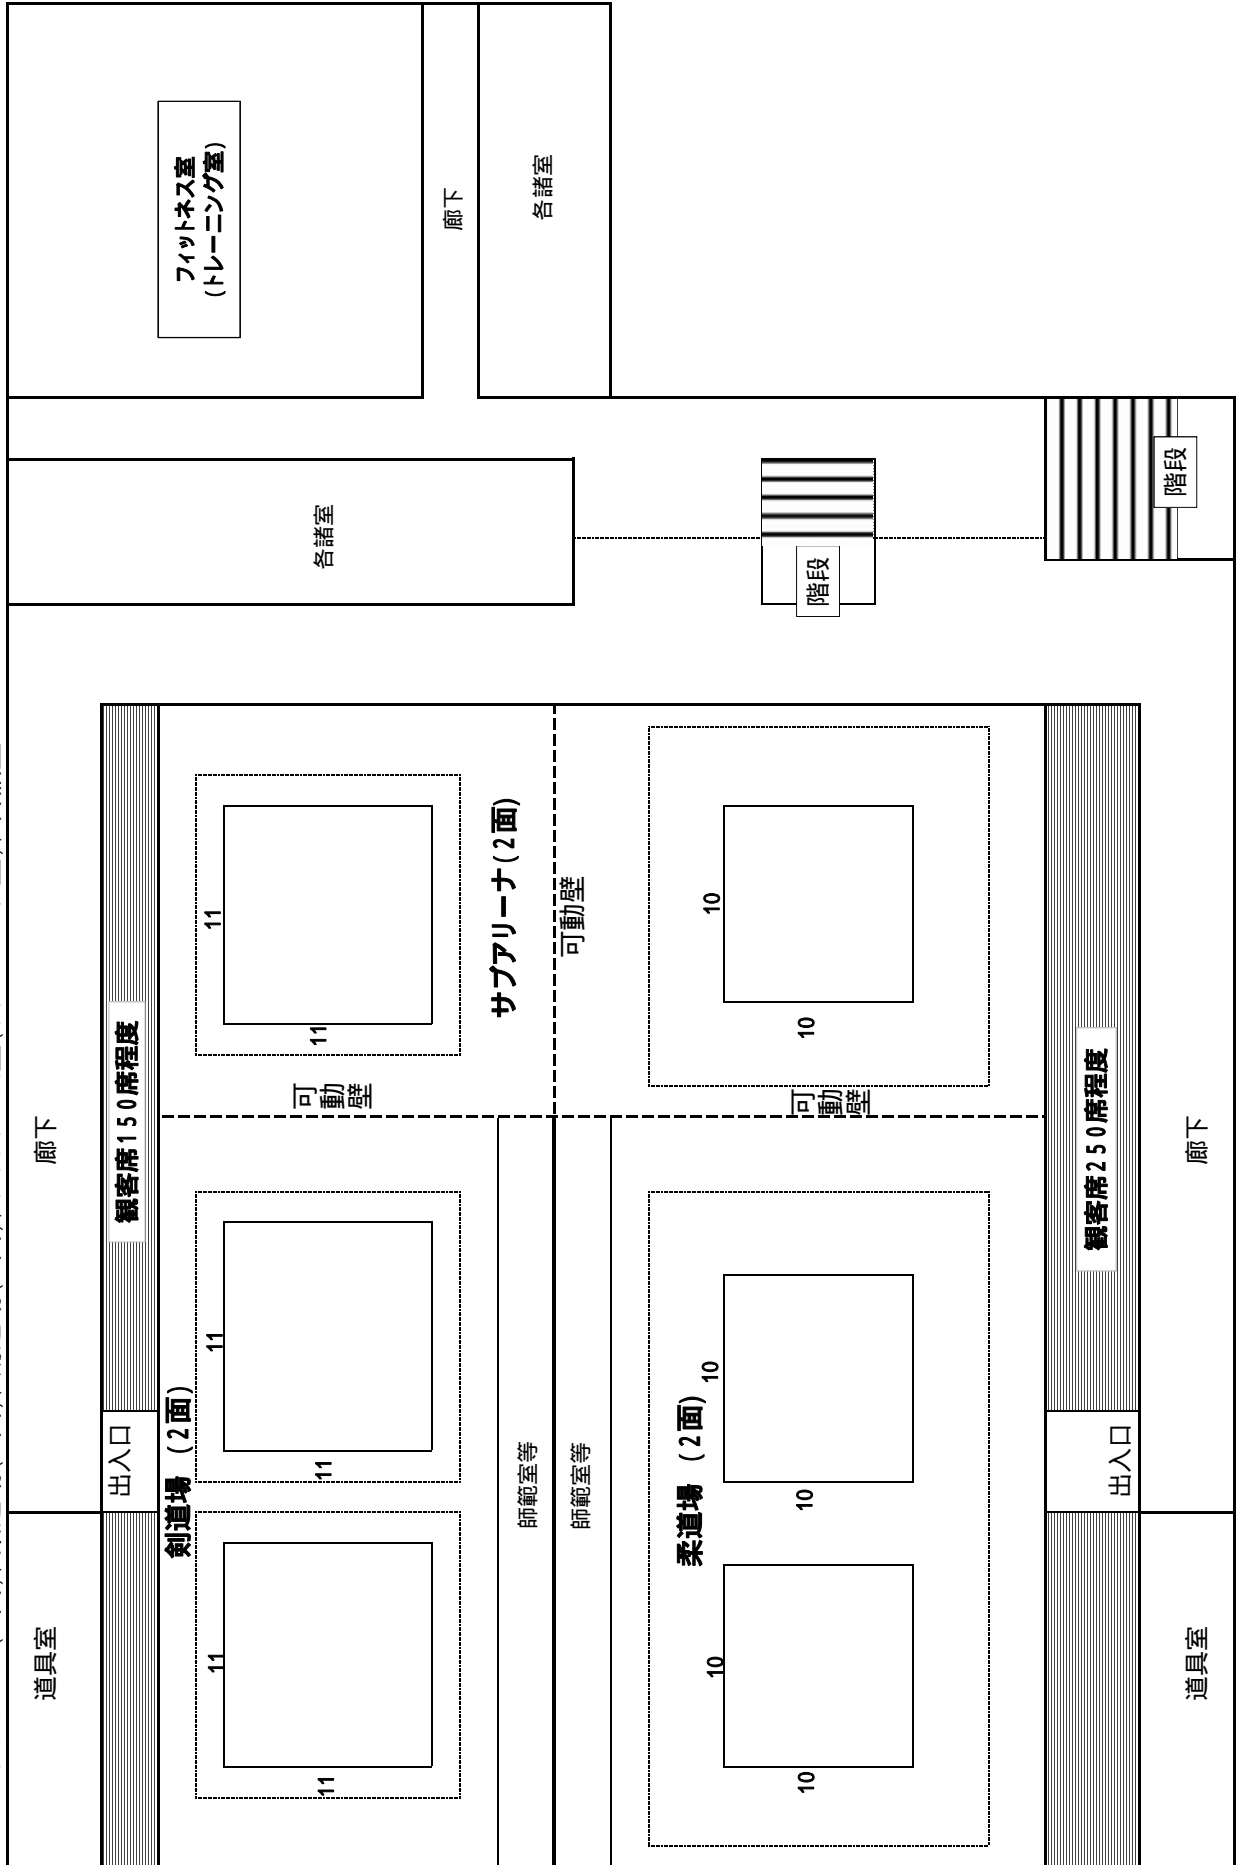 道具室
廊下
フィットネス室
(トレーニング室)
出入口
観客席150席程度
剣道場 (2面)
11
11
11
11
11
11
可動壁
各諸室
廊下
サブアリーナ(2面)
師範室等
師範室等
可動壁
各諸室
柔道場 (2面)
10
10
10
10
10
10
可動壁
階段
出入口
観客席250席程度
階段
道具室
廊下